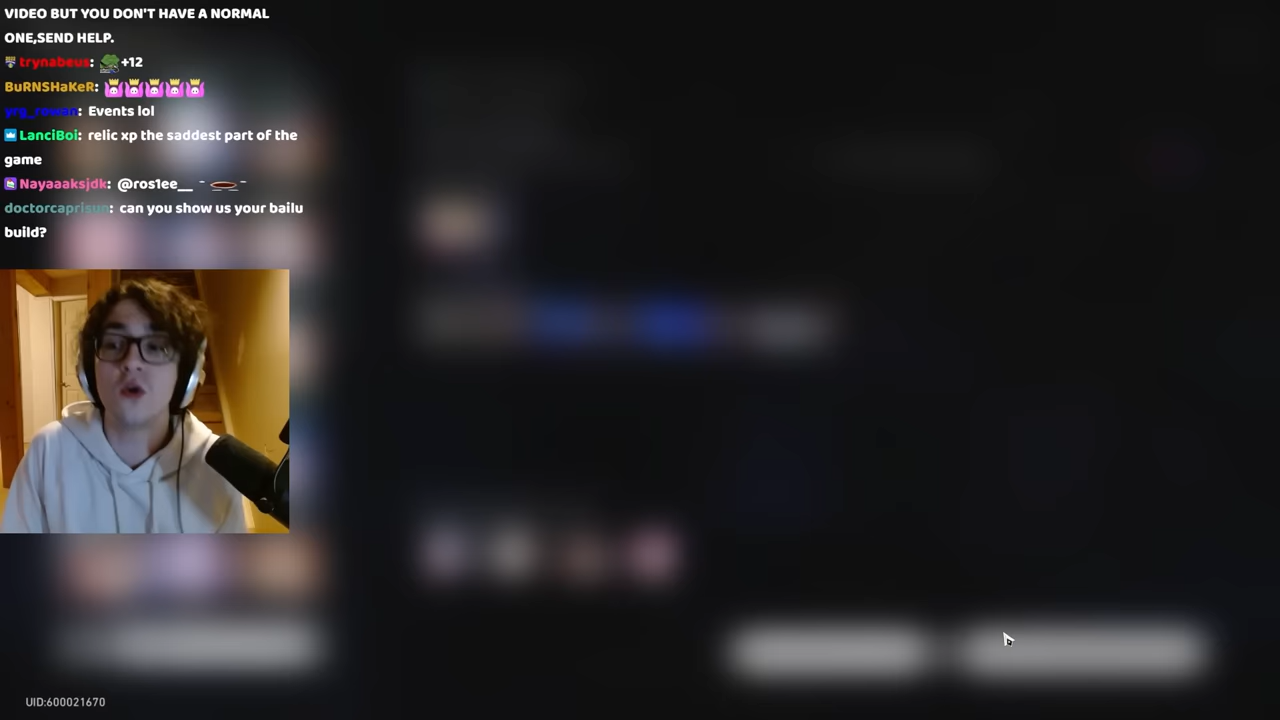 VIDEO BUT YOU DON'T HAVE A NORMAL
ONE,SEND HELP.
trynabeus: +12
BuRNSHaKeR:
yrg_rowan: Events lol
LanciBoi: relic xp the saddest part of the
game
Nayaaaksjdk: @ros1ee__
doctorcaprisun: can you show us your bailu
build?
UID:600021670